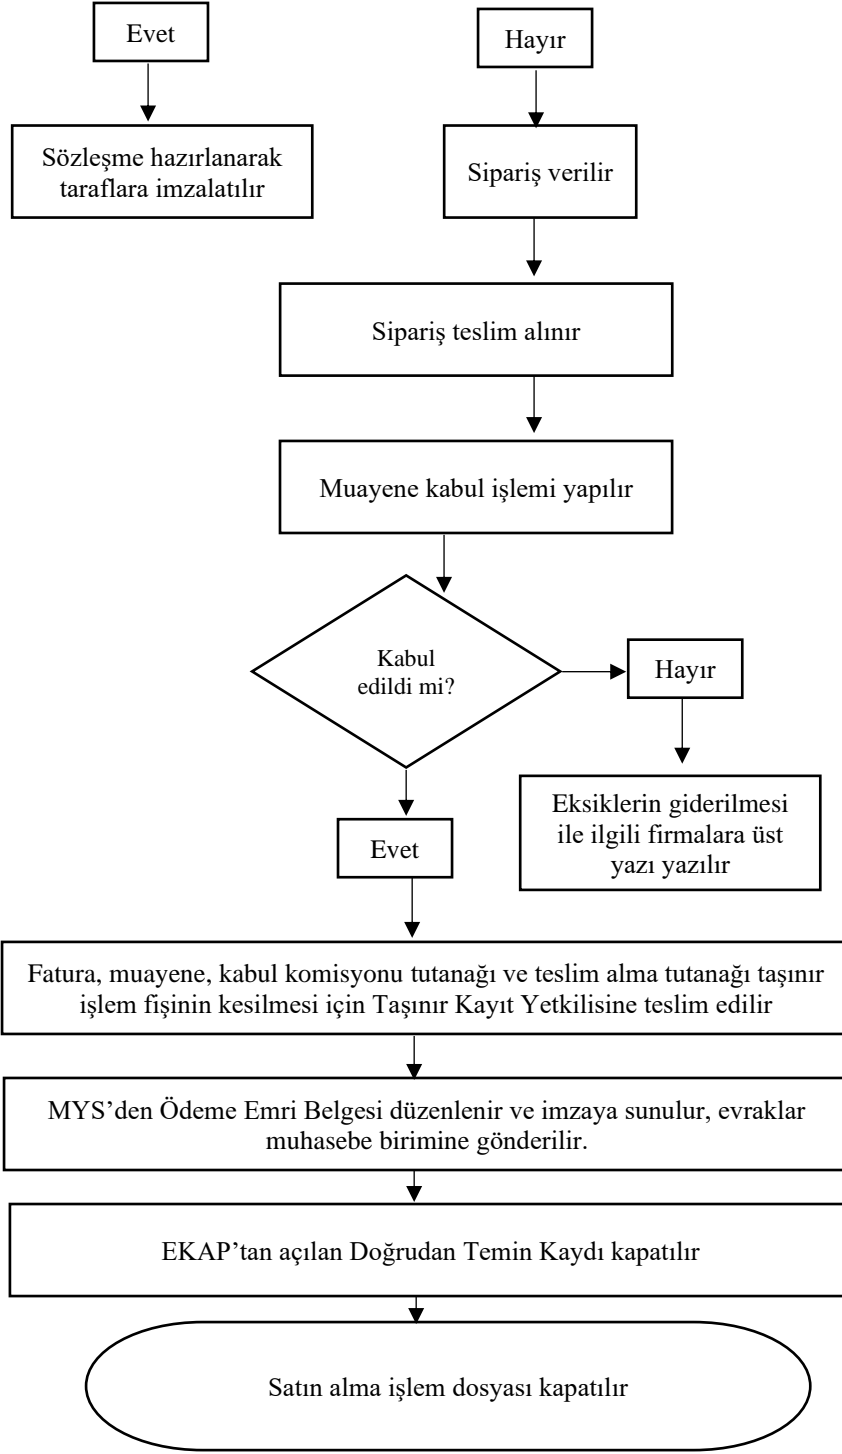 Evet
Hayır
Sözleşme hazırlanarak
taraflara imzalatılır
Sipariş verilir
Sipariş teslim alınır
Muayene kabul işlemi yapılır
Kabul
edildi mi?
Hayır
Eksiklerin giderilmesi
ile ilgili firmalara üst
yazı yazılır
Evet
Fatura, muayene, kabul komisyonu tutanağı ve teslim alma tutanağı taşınır
işlem fişinin kesilmesi için Taşınır Kayıt Yetkilisine teslim edilir
MYS’den Ödeme Emri Belgesi düzenlenir ve imzaya sunulur, evraklar
muhasebe birimine gönderilir.
EKAP’tan açılan Doğrudan Temin Kaydı kapatılır
Satın alma işlem dosyası kapatılır